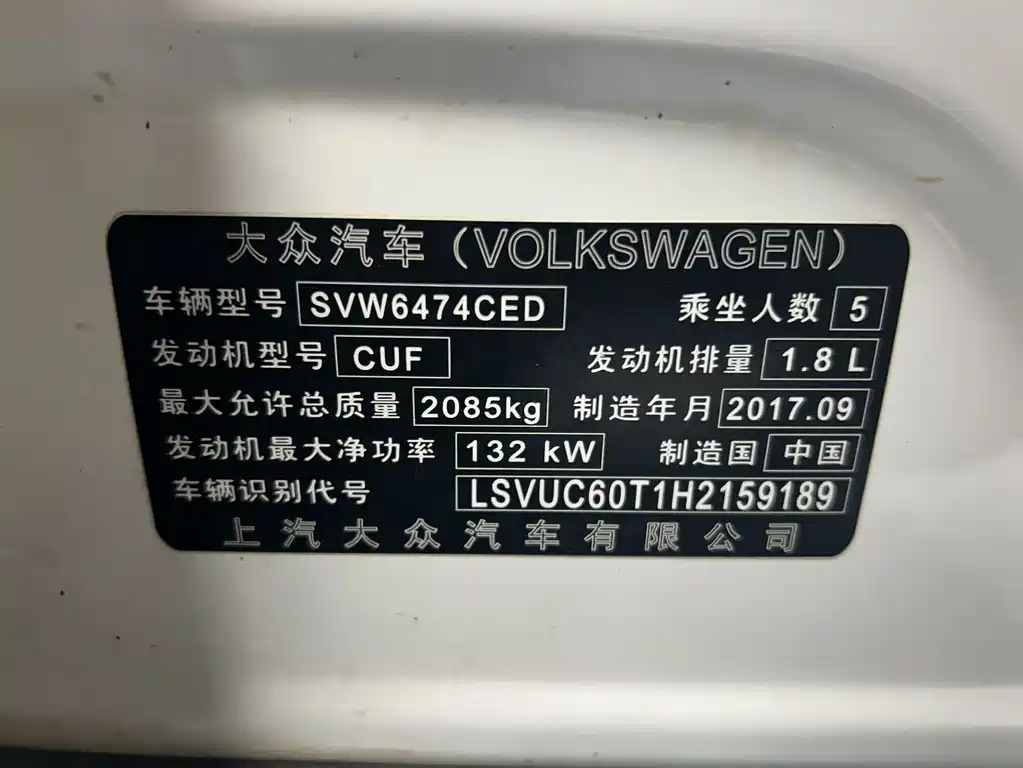 大众汽车（VOLKSWAGEN）
车辆型号 SVW6474CED 乘坐人数 5
发动机型号 CUF 发动机排量 1.8 L
最大允许总质量 2085kg 制造年月 2017.09
发动机最大净功率 132 kW 制造国 中国
车辆识别代号 LSVUC60T1H2159189
上汽大众汽车有限公司